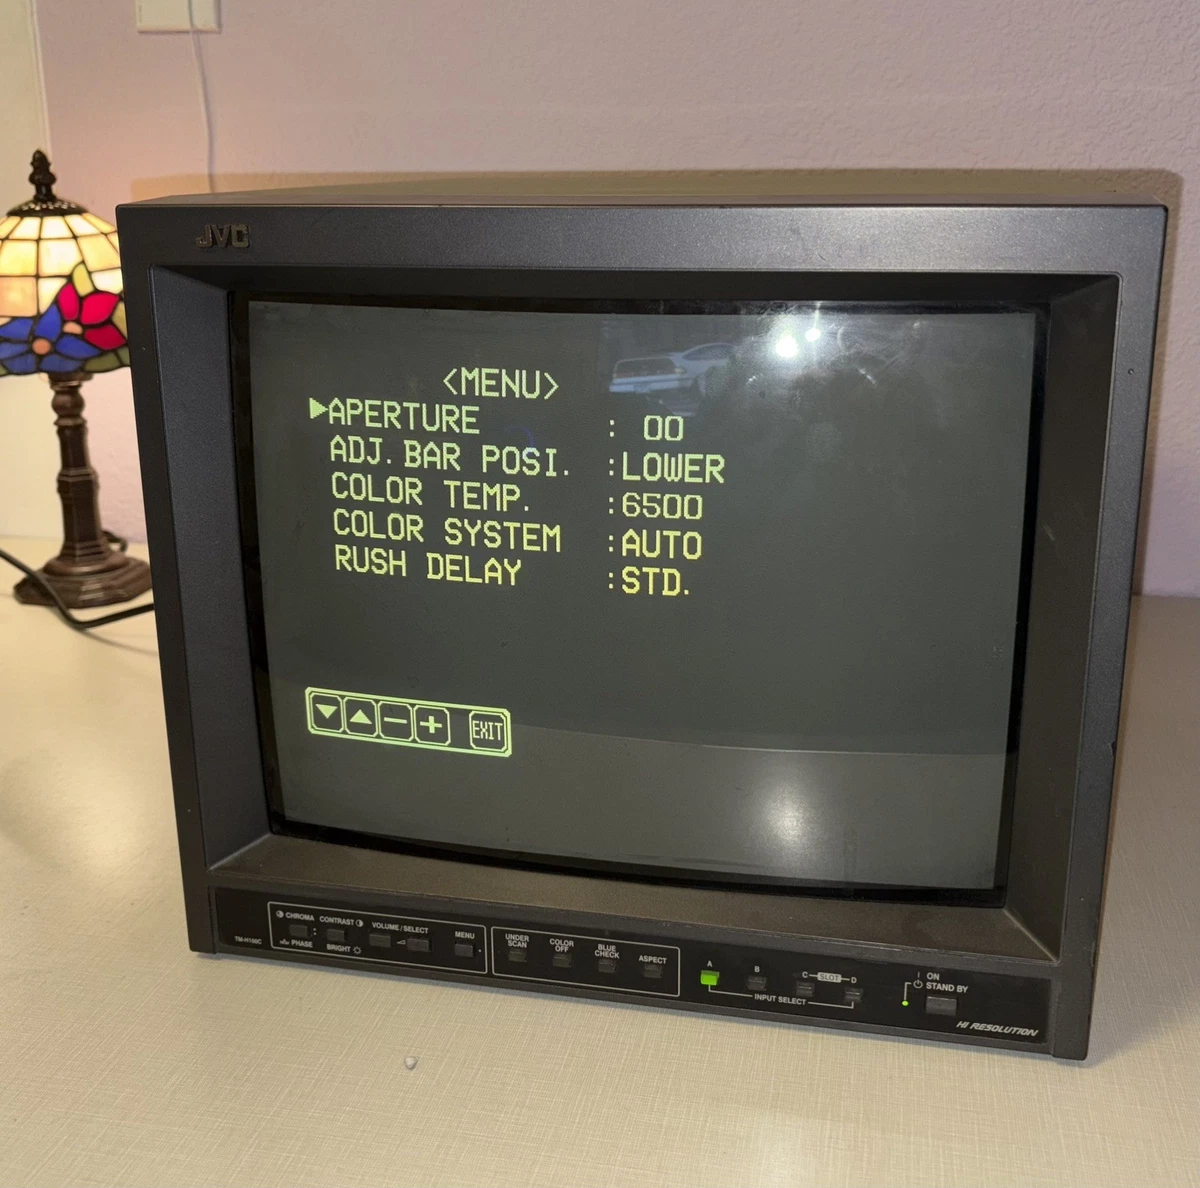 JVC
<MENU>
▶APERTURE : 00
ADJ.BAR POSI. :LOWER
COLOR TEMP. :6500
COLOR SYSTEM :AUTO
RUSH DELAY :STD.
▼ ▲ − + EXIT
TM-H150C
CHROMA
PHASE
CONTRAST
BRIGHT
VOLUME/SELECT
MENU
UNDER
SCAN
COLOR
OFF
BLUE
CHECK
ASPECT
A B C SLOT D
INPUT SELECT
ON
STAND BY
HI RESOLUTION